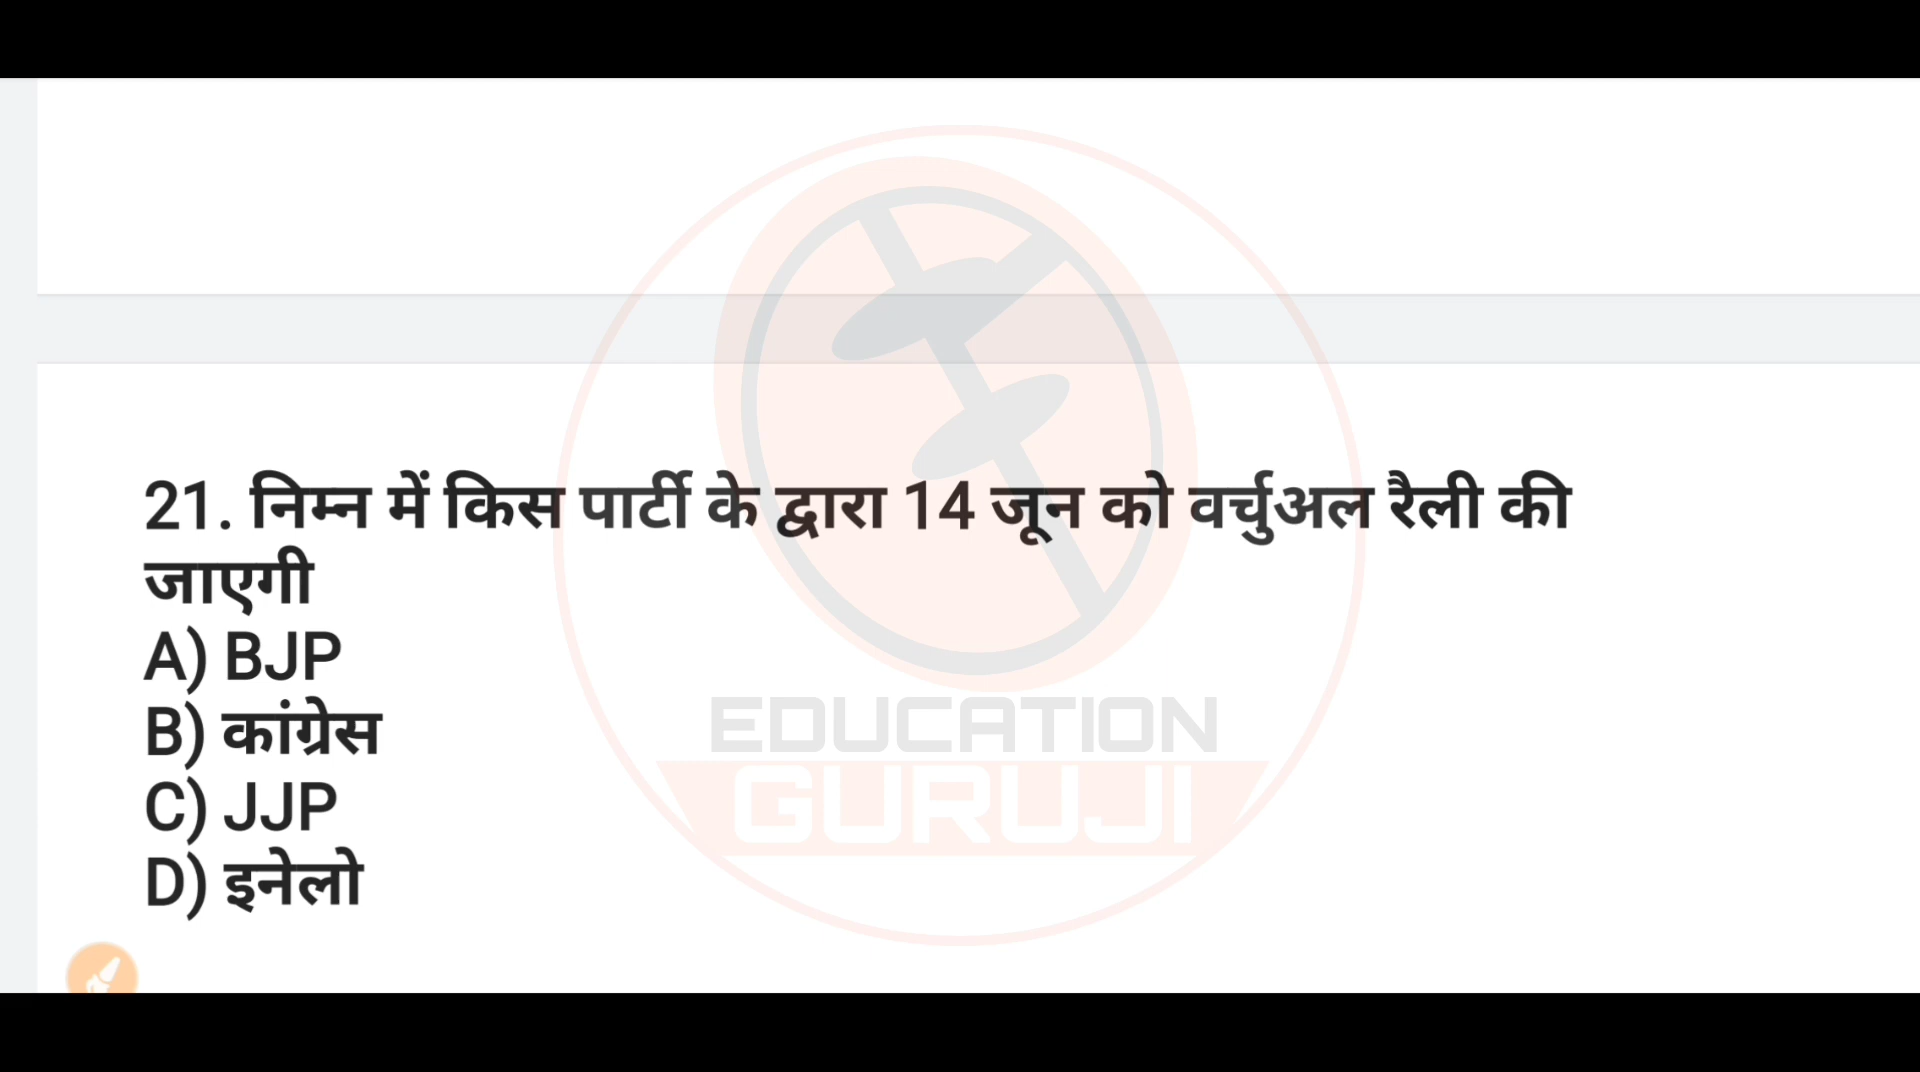 21. निम्न में किस पार्टी के द्वारा 14 जून को वर्चुअल रैली की
जाएगी
A) BJP
B) कांग्रेस
C) JJP
D) इनेलो
EDUCATION
GURUJI